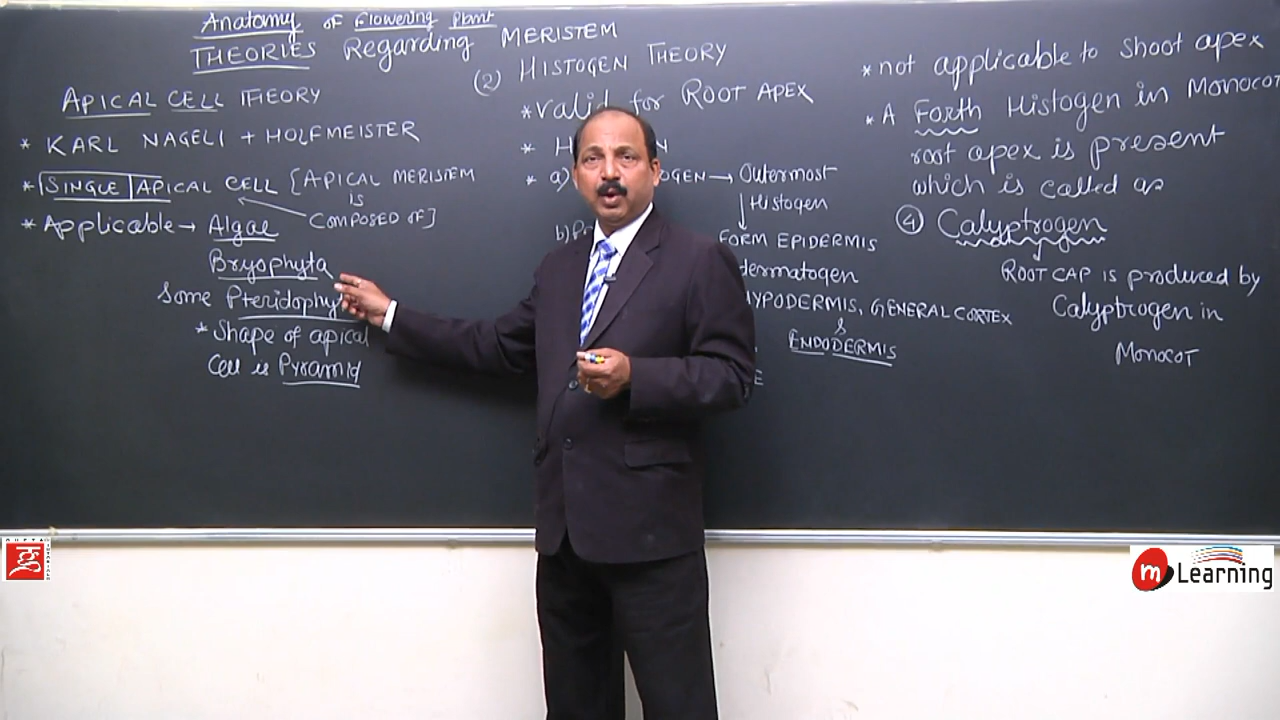 Anatomy of Flowering Plant
THEORIES Regarding MERISTEM
APICAL CELL THEORY
* KARL NAGELI + HOLFMEISTER
* SINGLE APICAL CELL [APICAL MERISTEM
IS
COMPOSED OF]
* Applicable → Algae
Bryophyta
Some Pteridophy
* Shape of apical
Cell is Pyramid
(2) HISTOGEN THEORY
* Valid for ROOT APEX
* H N
* a) OGEN → Outermost
Histogen
↓
FORM EPIDERMIS
b) P
dermatogen
HYPODERMIS, GENERAL CORTEX
&
ENDODERMIS
E
* not applicable to Shoot apex
* A Forth Histogen in Monocot
root apex is present
which is called as
(4) Calyptrogen
↓
ROOT CAP is produced by
Calyptrogen in
MONOCOT
m Learning